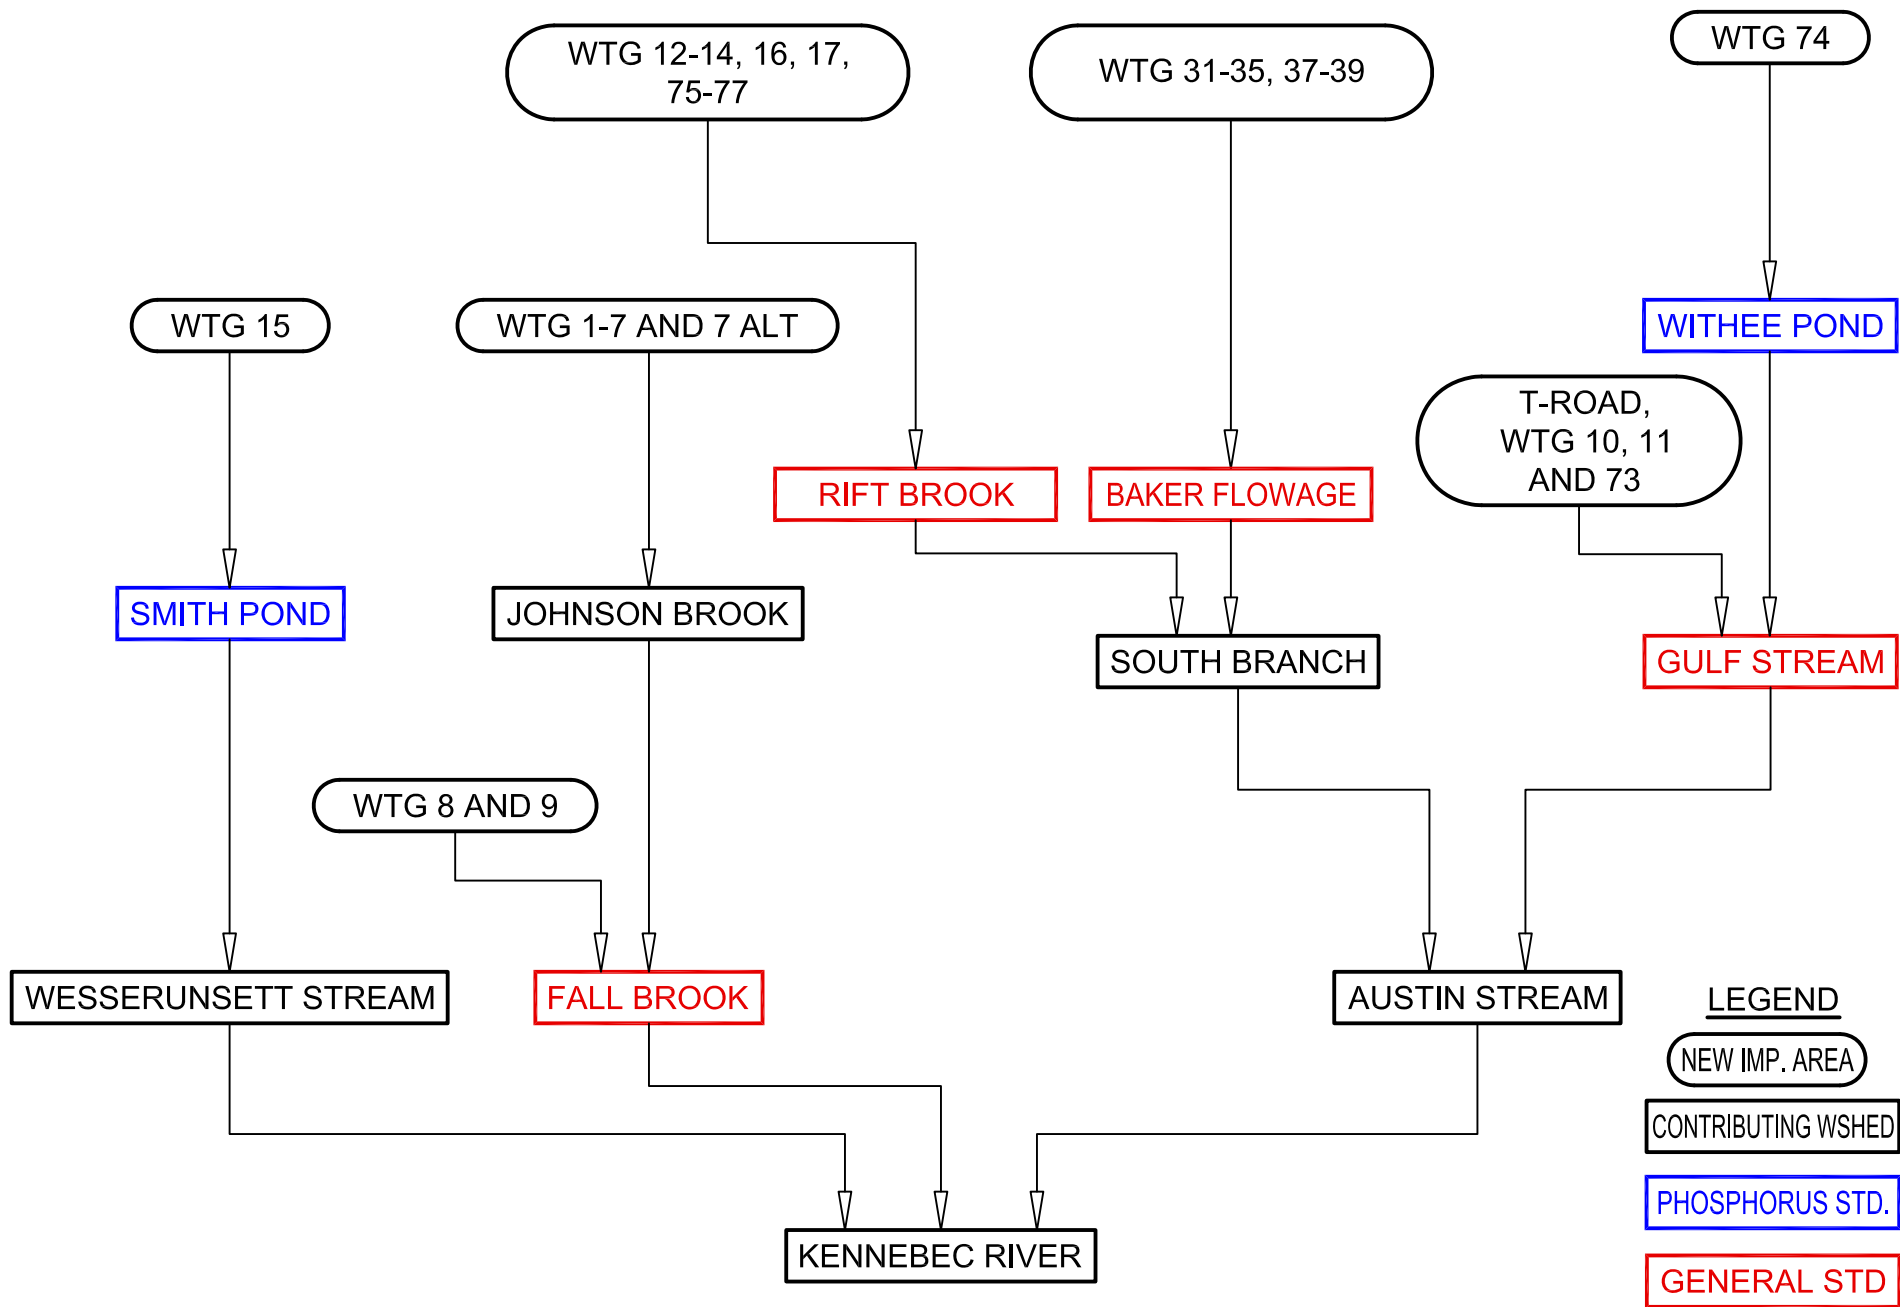 WTG 12-14, 16, 17,
75-77
WTG 31-35, 37-39
WTG 74
WTG 15
WTG 1-7 AND 7 ALT
WITHEE POND
T-ROAD,
WTG 10, 11
AND 73
RIFT BROOK
BAKER FLOWAGE
SMITH POND
JOHNSON BROOK
SOUTH BRANCH
GULF STREAM
WTG 8 AND 9
WESSERUNSETT STREAM
FALL BROOK
AUSTIN STREAM
KENNEBEC RIVER
LEGEND
NEW IMP. AREA
CONTRIBUTING WSHED
PHOSPHORUS STD.
GENERAL STD